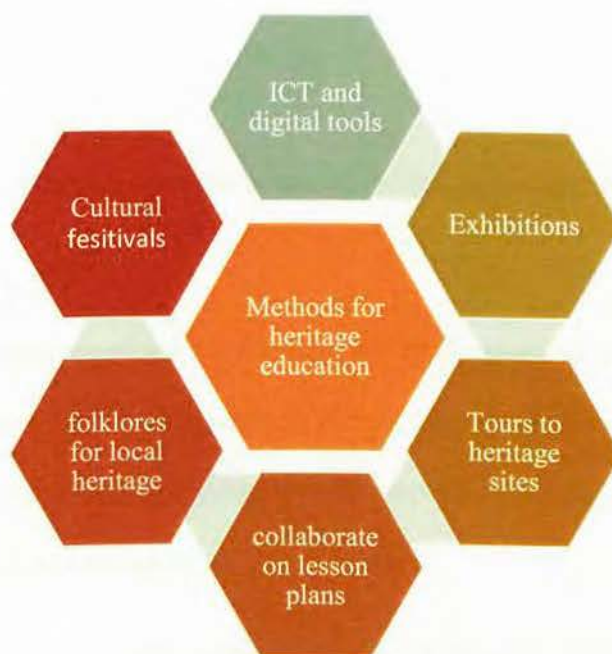 ICT and
digital tools
Exhibitions
Tours to
heritage
sites
collaborate
on lesson
plans
folklores
for local
heritage
Cultural
fesitivals
Methods for
heritage
education